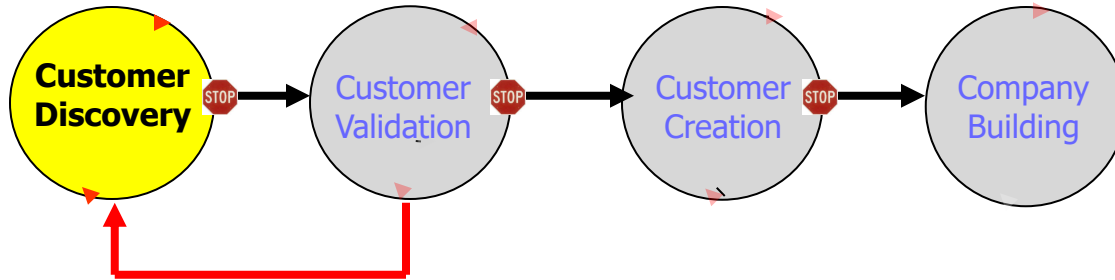 Customer
Discovery
STOP
Customer
Validation
STOP
Customer
Creation
STOP
Company
Building